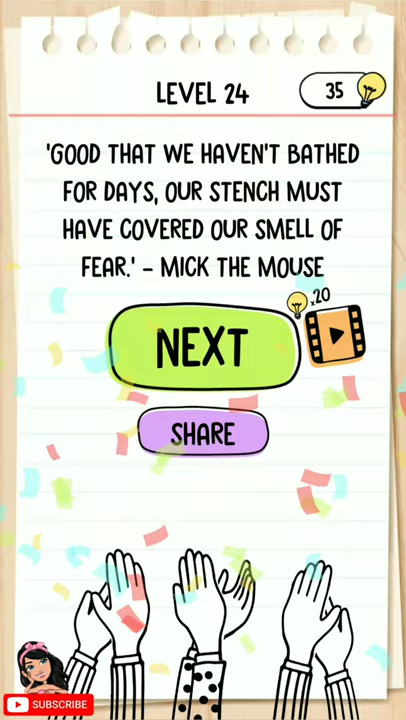 LEVEL 24
35
'GOOD THAT WE HAVEN'T BATHED
FOR DAYS, OUR STENCH MUST
HAVE COVERED OUR SMELL OF
FEAR.' - MICK THE MOUSE
x20
NEXT
SHARE
SUBSCRIBE